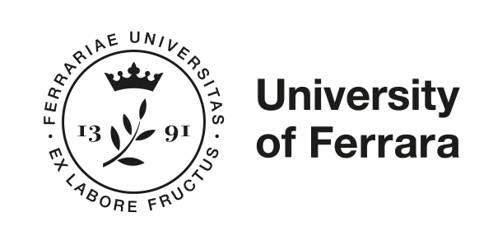 · FERRARIAE UNIVERSITAS ·
13 91
EX LABORE FRUCTUS
University
of Ferrara